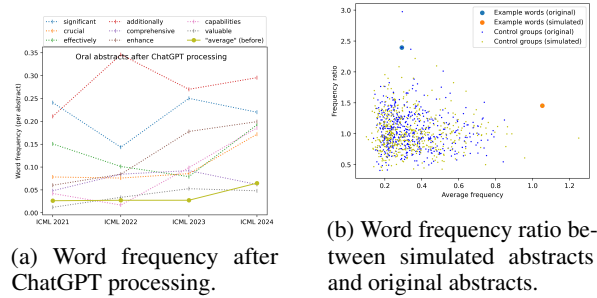 significant additionally capabilities
crucial comprehensive valuable
effectively enhance "average" (before)
Oral abstracts after ChatGPT processing
Word frequency (per abstract)
0.35
0.30
0.25
0.20
0.15
0.10
0.05
0.00
ICML 2021 ICML 2022 ICML 2023 ICML 2024
(a) Word frequency after
ChatGPT processing.
Example words (original)
Example words (simulated)
Control groups (original)
Control groups (simulated)
Frequency ratio
3.0
2.5
2.0
1.5
1.0
0.5
0.2 0.4 0.6 0.8 1.0 1.2
Average frequency
(b) Word frequency ratio be-
tween simulated abstracts
and original abstracts.